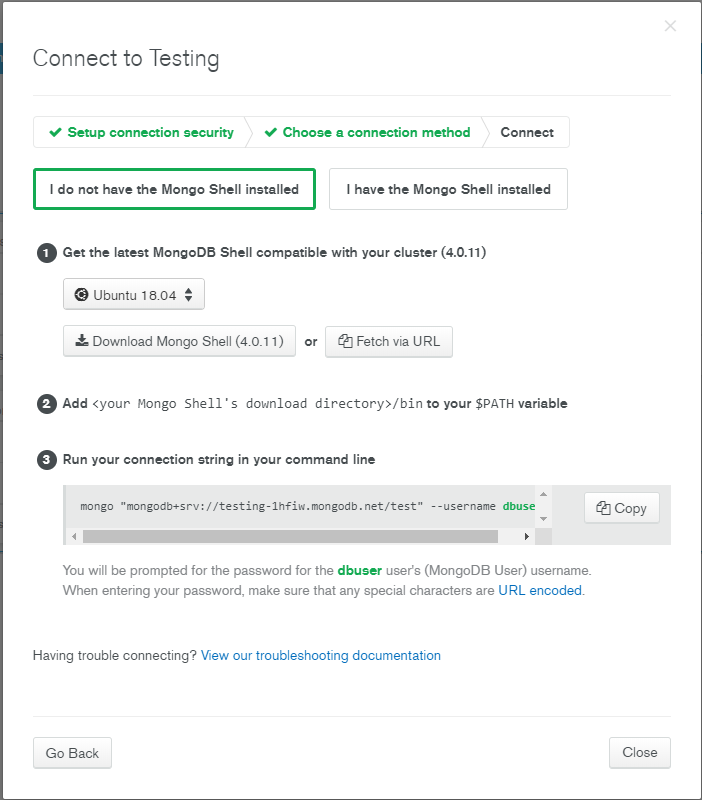 Connect to Testing
Setup connection security
Choose a connection method
Connect
I do not have the Mongo Shell installed
I have the Mongo Shell installed
1 Get the latest MongoDB Shell compatible with your cluster (4.0.11)
Ubuntu 18.04
Download Mongo Shell (4.0.11) or Fetch via URL
2 Add <your Mongo Shell's download directory>/bin to your $PATH variable
3 Run your connection string in your command line
mongo "mongodb+srv://testing-1hfiw.mongodb.net/test" --username dbuse
Copy
You will be prompted for the password for the dbuser user's (MongoDB User) username.
When entering your password, make sure that any special characters are URL encoded.
Having trouble connecting? View our troubleshooting documentation
Go Back
Close